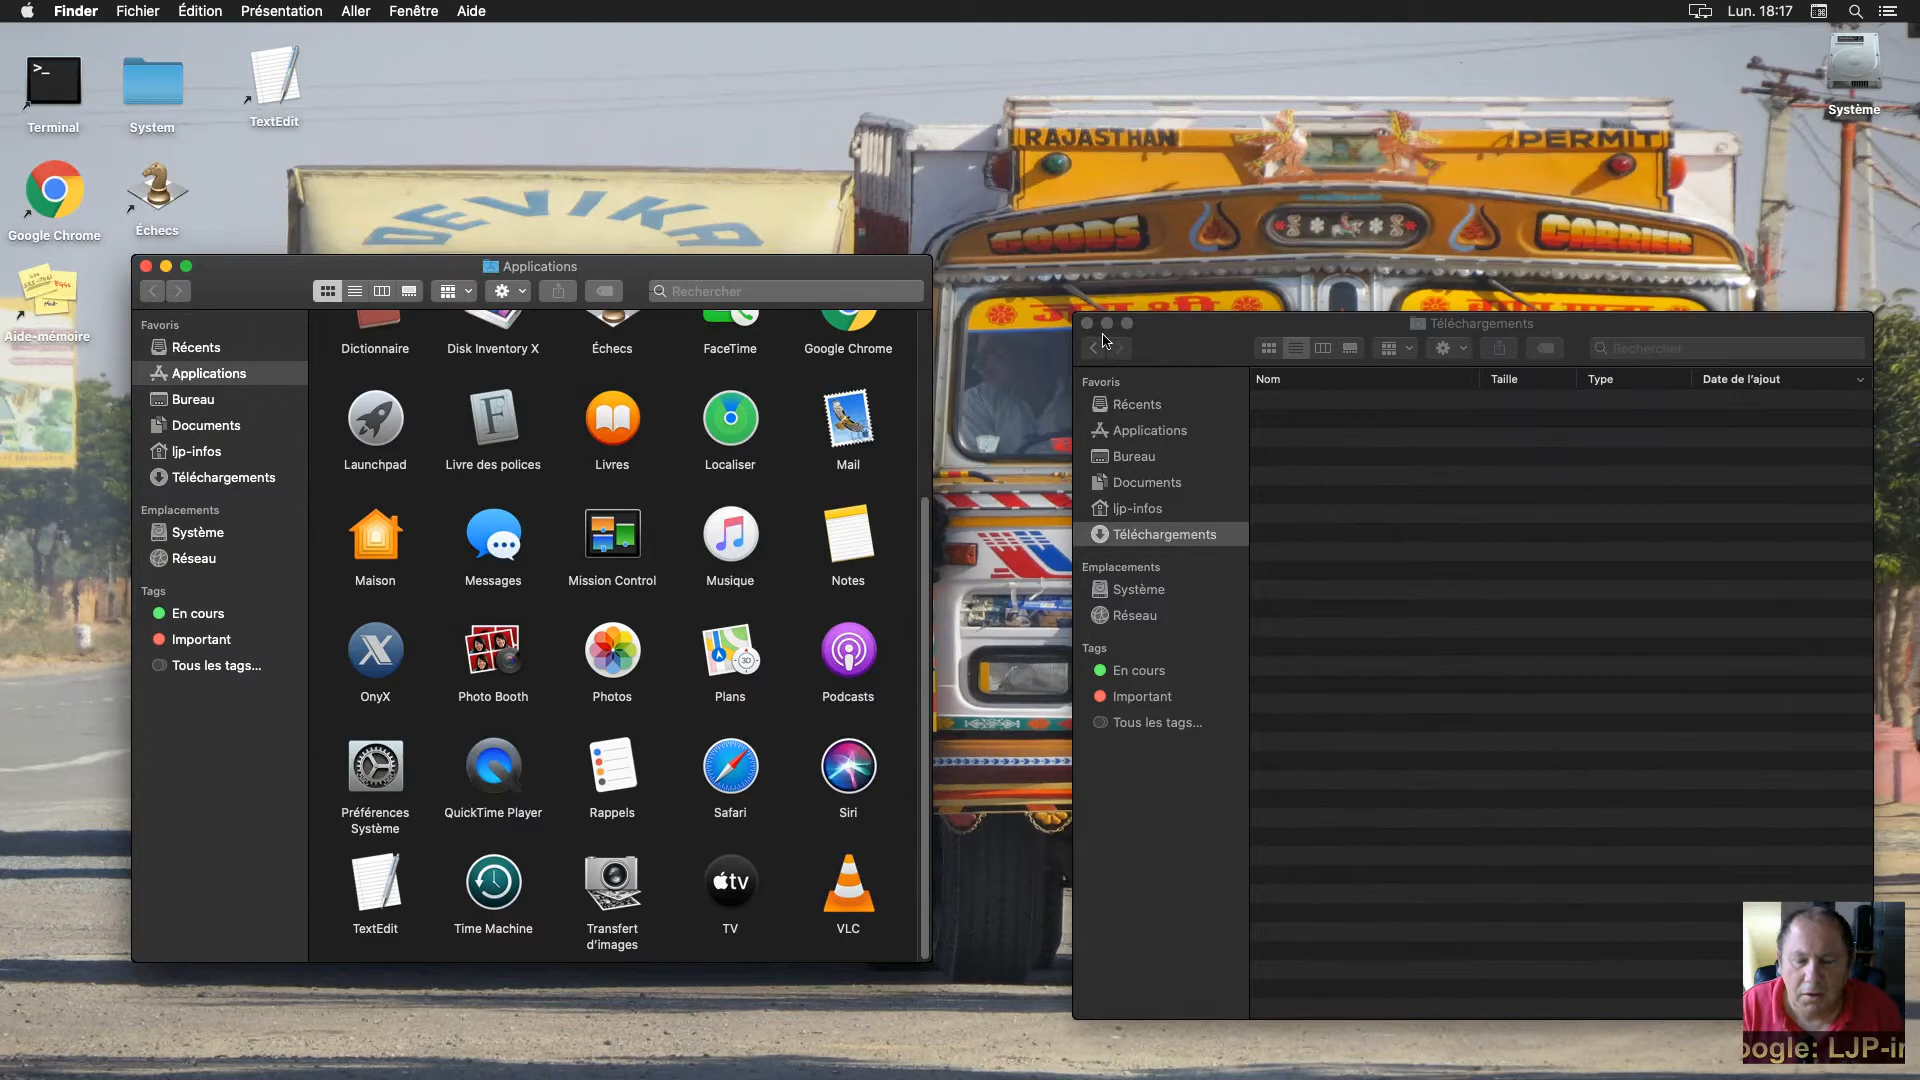 Finder Fichier Édition Présentation Aller Fenêtre Aide
Lun. 18:17
Terminal
System
TextEdit
Système
Google Chrome
Échecs
Aide-mémoire
DEVIKA
RAJASTHAN PERMIT
GOODS CARRIER
Applications
Rechercher
Favoris
Récents
Applications
Bureau
Documents
ljp-infos
Téléchargements
Emplacements
Système
Réseau
Tags
En cours
Important
Tous les tags...
Dictionnaire
Disk Inventory X
Échecs
FaceTime
Google Chrome
Launchpad
Livre des polices
Livres
Localiser
Mail
Maison
Messages
Mission Control
Musique
Notes
OnyX
Photo Booth
Photos
Plans
Podcasts
Préférences
Système
QuickTime Player
Rappels
Safari
Siri
TextEdit
Time Machine
Transfert
d'images
TV
VLC
tv
Téléchargements
Rechercher
Nom
Taille
Type
Date de l'ajout
Favoris
Récents
Applications
Bureau
Documents
ljp-infos
Téléchargements
Emplacements
Système
Réseau
Tags
En cours
Important
Tous les tags...
oogle: LJP-in